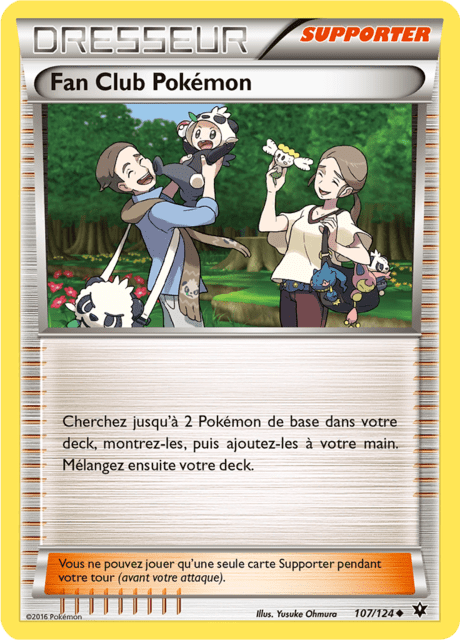 DRESSEUR
SUPPORTER
Fan Club Pokémon
Cherchez jusqu'à 2 Pokémon de base dans votre
deck, montrez-les, puis ajoutez-les à votre main.
Mélangez ensuite votre deck.
Vous ne pouvez jouer qu'une seule carte Supporter pendant
votre tour (avant votre attaque).
©2016 Pokémon
Illus. Yusuke Ohmura
107/124